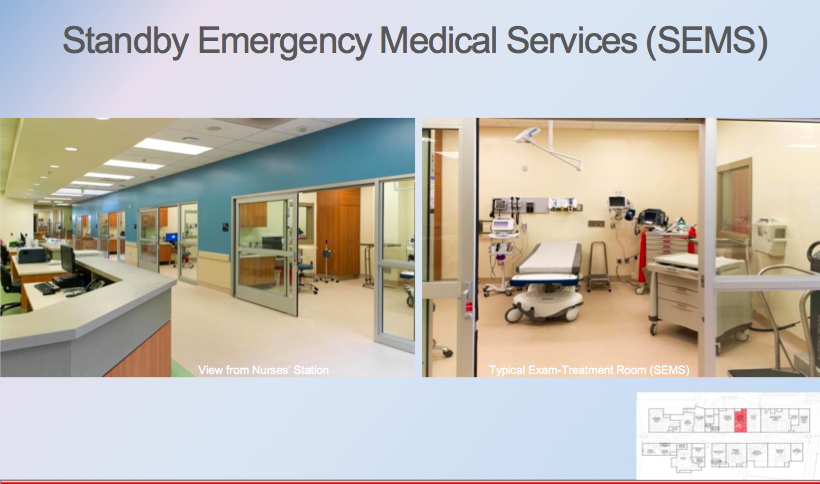 Standby Emergency Medical Services (SEMS)
View from Nurses' Station
Typical Exam-Treatment Room (SEMS)